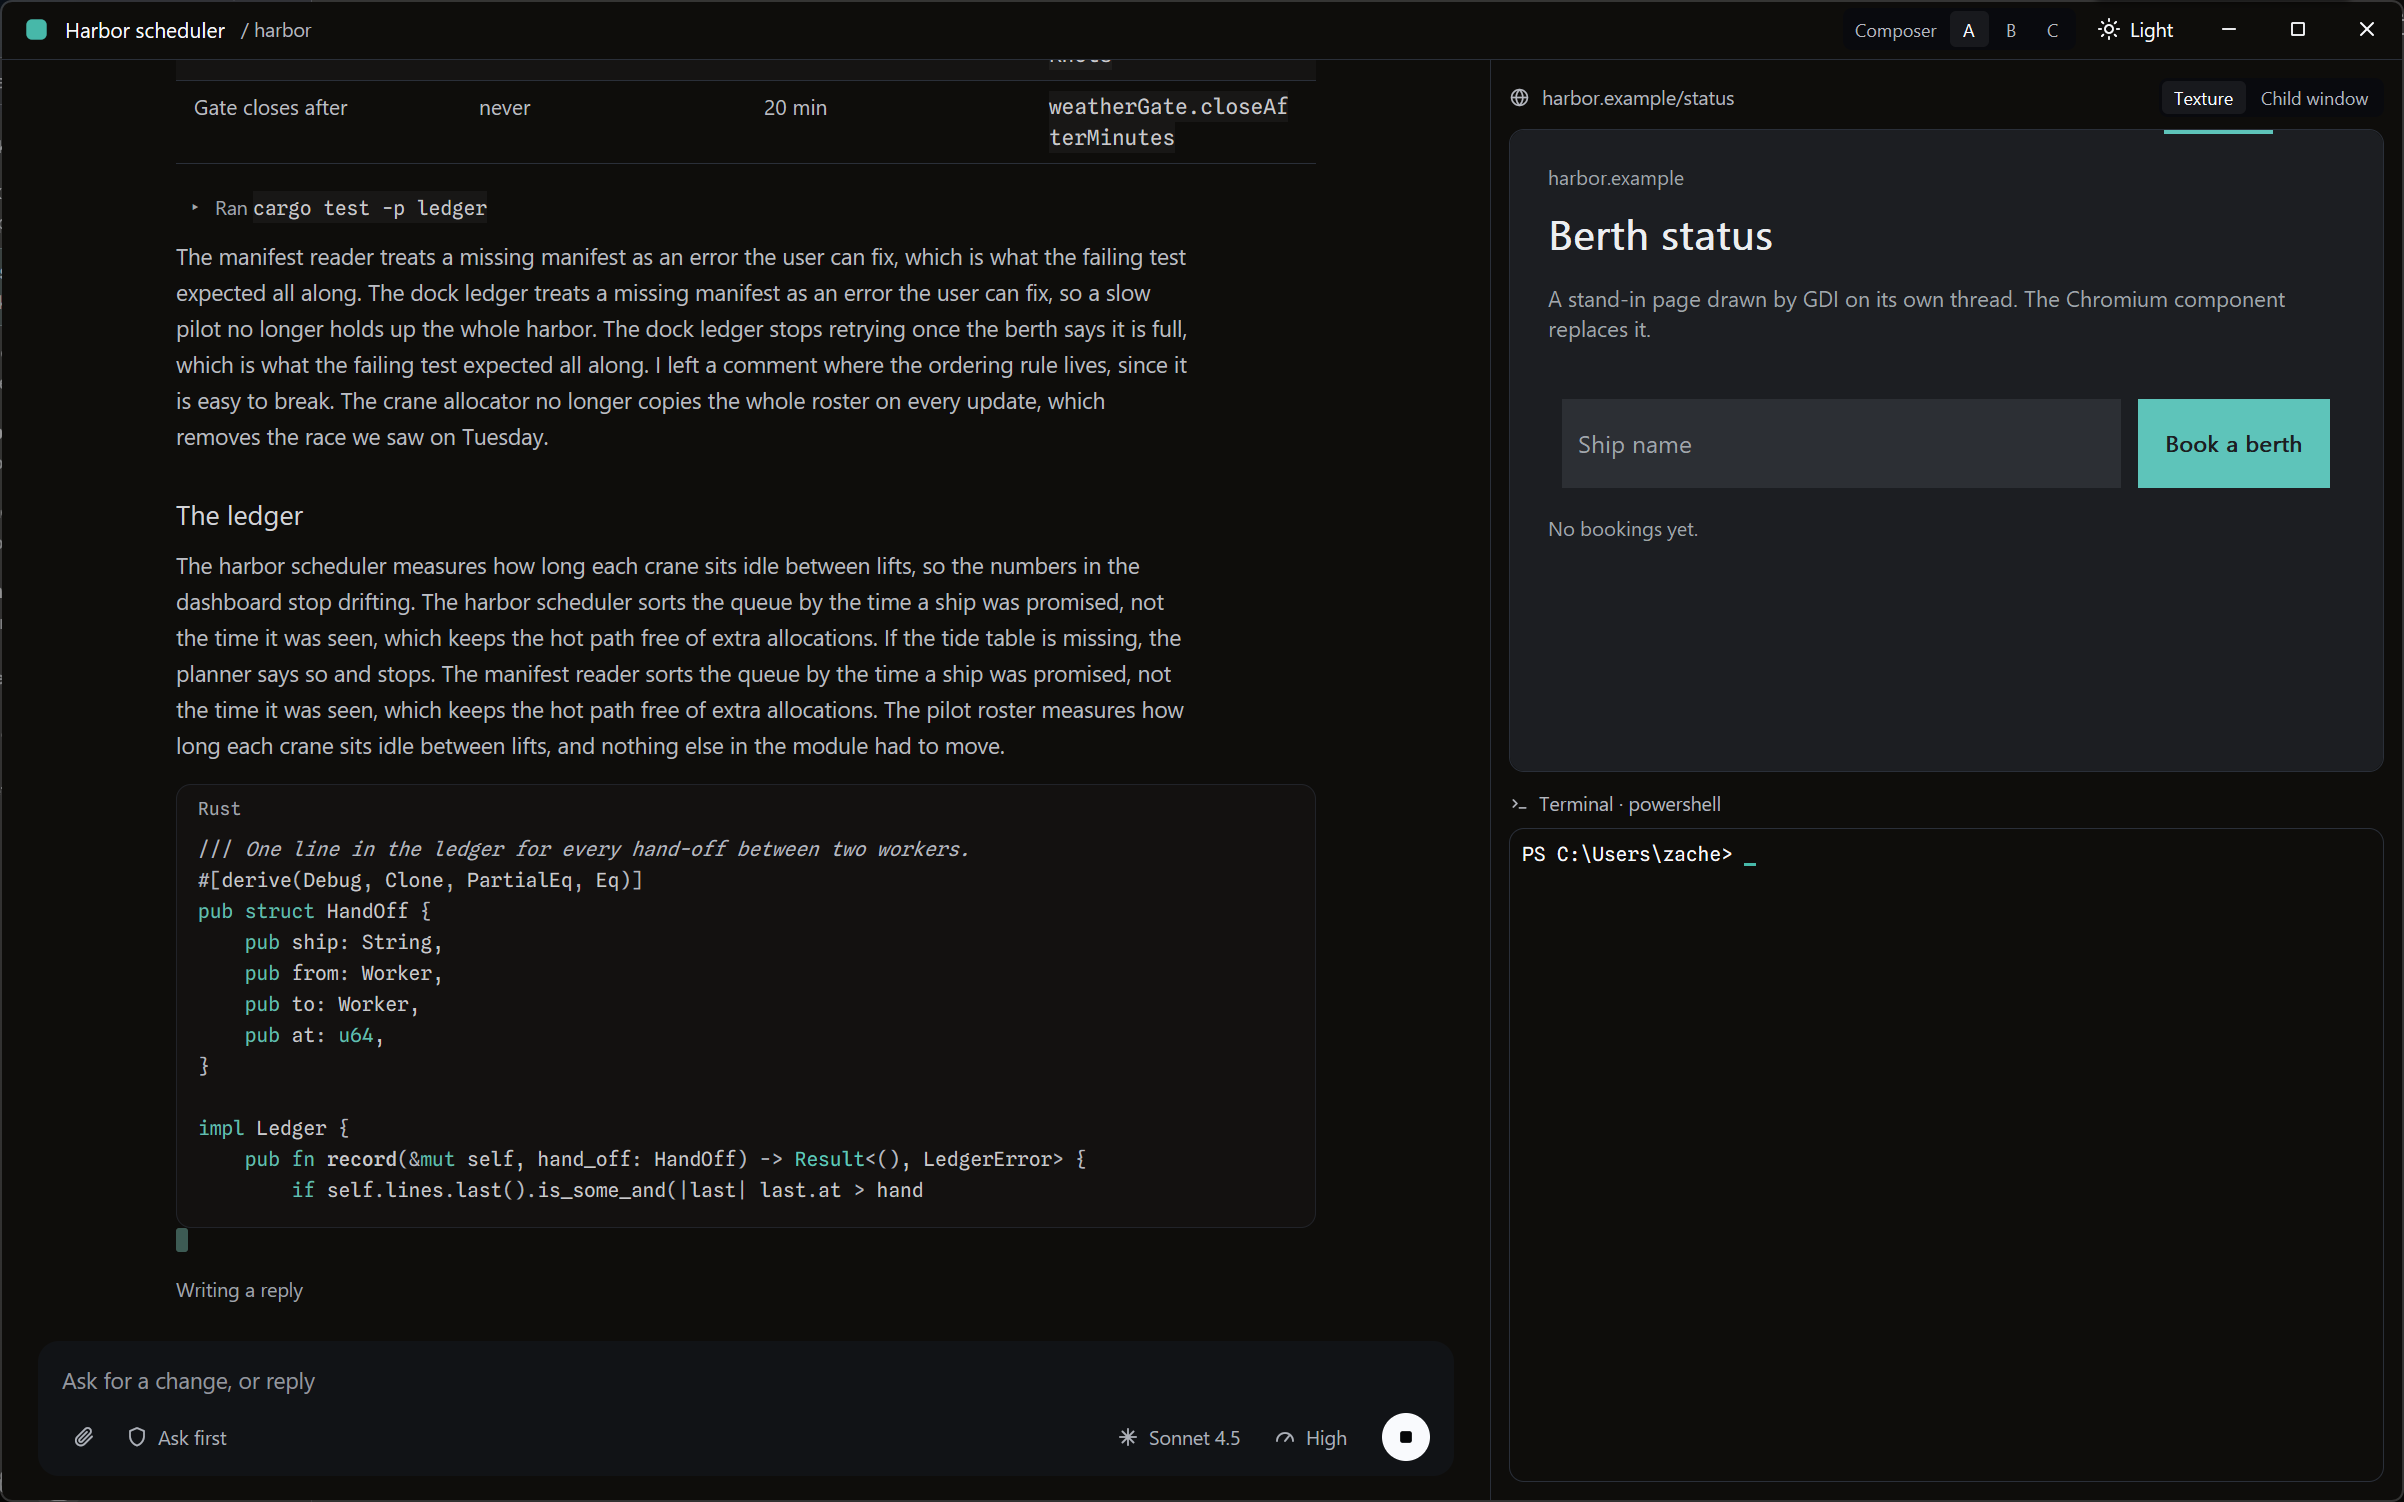 Harbor scheduler / harbor
Composer A B C Light
Gate closes after never 20 min weatherGate.closeAf
terMinutes
Ran cargo test -p ledger
The manifest reader treats a missing manifest as an error the user can fix, which is what the failing test
expected all along. The dock ledger treats a missing manifest as an error the user can fix, so a slow
pilot no longer holds up the whole harbor. The dock ledger stops retrying once the berth says it is full,
which is what the failing test expected all along. I left a comment where the ordering rule lives, since it
is easy to break. The crane allocator no longer copies the whole roster on every update, which
removes the race we saw on Tuesday.
The ledger
The harbor scheduler measures how long each crane sits idle between lifts, so the numbers in the
dashboard stop drifting. The harbor scheduler sorts the queue by the time a ship was promised, not
the time it was seen, which keeps the hot path free of extra allocations. If the tide table is missing, the
planner says so and stops. The manifest reader sorts the queue by the time a ship was promised, not
the time it was seen, which keeps the hot path free of extra allocations. The pilot roster measures how
long each crane sits idle between lifts, and nothing else in the module had to move.
Rust
/// One line in the ledger for every hand-off between two workers.
#[derive(Debug, Clone, PartialEq, Eq)]
pub struct HandOff {
    pub ship: String,
    pub from: Worker,
    pub to: Worker,
    pub at: u64,
}
impl Ledger {
    pub fn record(&mut self, hand_off: HandOff) -> Result<(), LedgerError> {
        if self.lines.last().is_some_and(|last| last.at > hand
Writing a reply
Ask for a change, or reply
Ask first Sonnet 4.5 High
harbor.example/status Texture Child window
harbor.example
Berth status
A stand-in page drawn by GDI on its own thread. The Chromium component
replaces it.
Ship name Book a berth
No bookings yet.
Terminal · powershell
PS C:\Users\zache> _